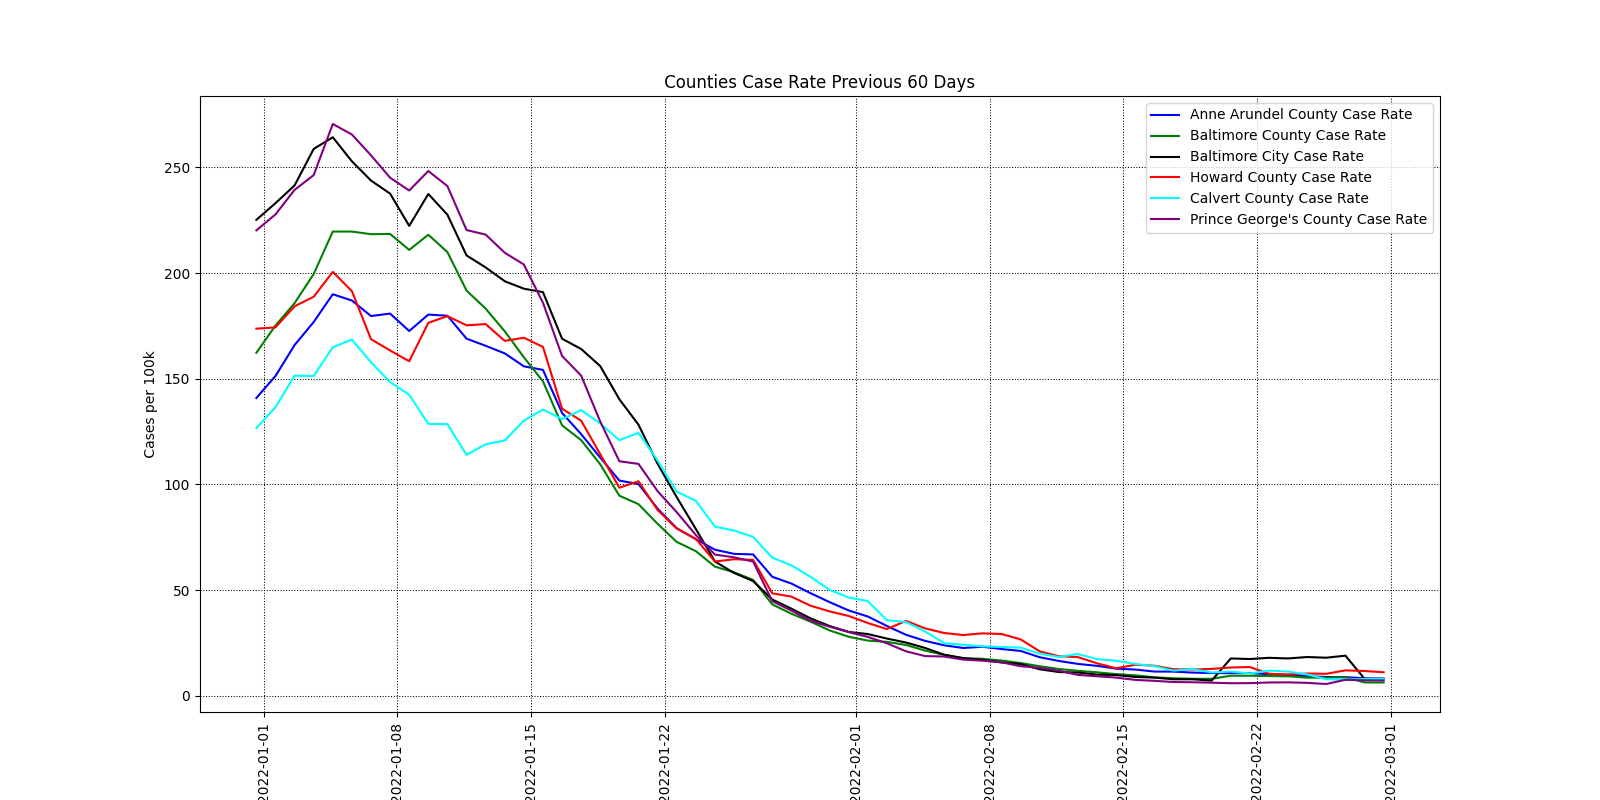 Counties Case Rate Previous 60 Days
Anne Arundel County Case Rate
Baltimore County Case Rate
Baltimore City Case Rate
Howard County Case Rate
Calvert County Case Rate
Prince George's County Case Rate
Cases per 100k
250
200
150
100
50
0
2022-01-01
2022-01-08
2022-01-15
2022-01-22
2022-02-01
2022-02-08
2022-02-15
2022-02-22
2022-03-01